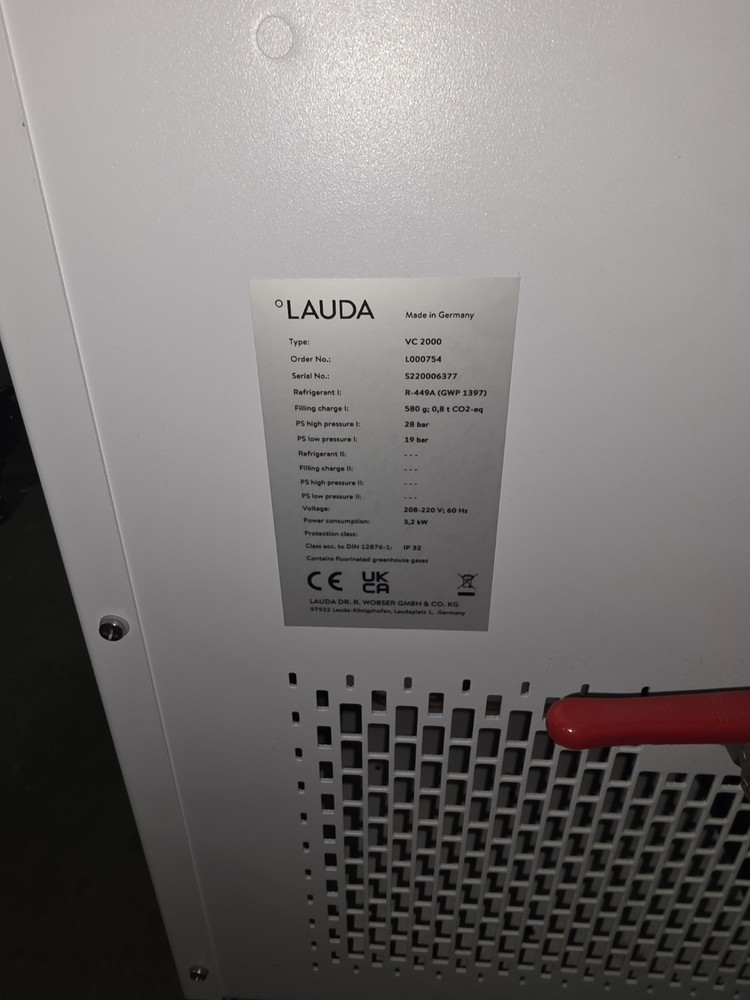 °LAUDA Made in Germany
Type: VC 2000
Order No.: L000754
Serial No.: S220006377
Refrigerant I: R-449A (GWP 1397)
Filling charge I: 580 g; 0,8 t CO2-eq
PS high pressure I: 28 bar
PS low pressure I: 19 bar
Refrigerant II: - - -
Filling charge II: - - -
PS high pressure II: - - -
PS low pressure II: - - -
Voltage: 208-220 V; 60 Hz
Power consumption: 3,2 kW
Protection class:
Class acc. to DIN 12876-1: IP 32
Contains fluorinated greenhouse gases
CE UK
CA
LAUDA DR. R. WOBSER GMBH & CO. KG
97922 Lauda-Königshofen, Laudaplatz 1, Germany